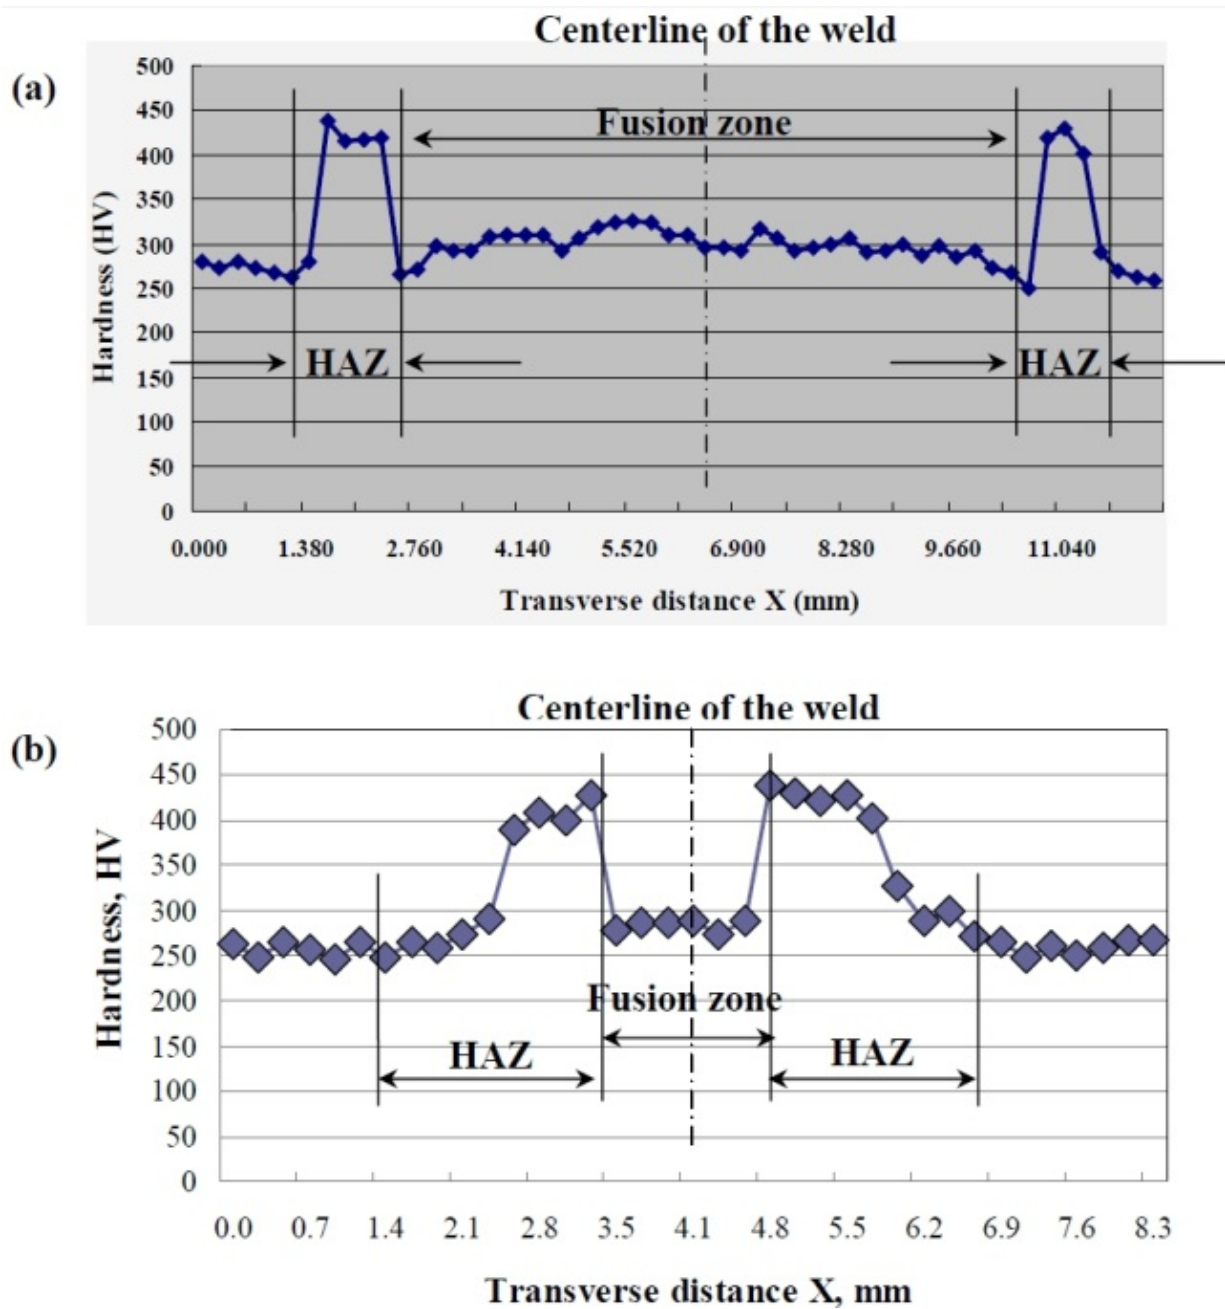 Centerline of the weld
(a)
500
450
Fusion zone
400
350
300
250
200
HAZ
HAZ
150
100
50
0
Hardness (HV)
0.000 1.380 2.760 4.140 5.520 6.900 8.280 9.660 11.040
Transverse distance X (mm)
Centerline of the weld
(b)
500
450
400
350
300
250
200
Fusion zone
150
HAZ
HAZ
100
50
0
Hardness, HV
0.0 0.7 1.4 2.1 2.8 3.5 4.1 4.8 5.5 6.2 6.9 7.6 8.3
Transverse distance X, mm